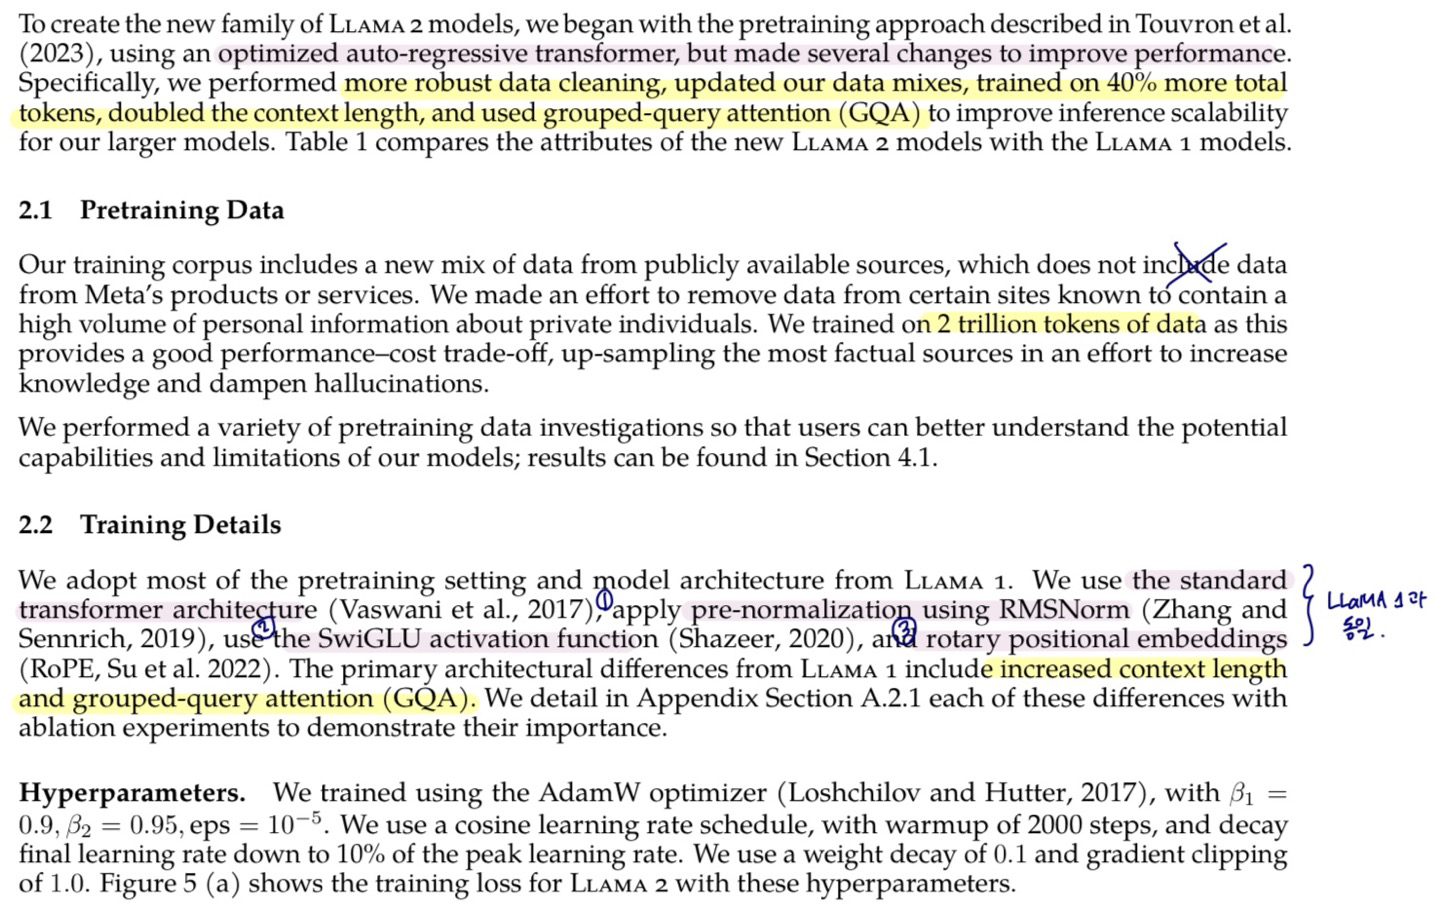 To create the new family of LLAMA 2 models, we began with the pretraining approach described in Touvron et al.
(2023), using an optimized auto-regressive transformer, but made several changes to improve performance.
Specifically, we performed more robust data cleaning, updated our data mixes, trained on 40% more total
tokens, doubled the context length, and used grouped-query attention (GQA) to improve inference scalability
for our larger models. Table 1 compares the attributes of the new LLAMA 2 models with the LLAMA 1 models.
2.1 Pretraining Data
Our training corpus includes a new mix of data from publicly available sources, which does not include data
from Meta's products or services. We made an effort to remove data from certain sites known to contain a
high volume of personal information about private individuals. We trained on 2 trillion tokens of data as this
provides a good performance–cost trade-off, up-sampling the most factual sources in an effort to increase
knowledge and dampen hallucinations.
We performed a variety of pretraining data investigations so that users can better understand the potential
capabilities and limitations of our models; results can be found in Section 4.1.
2.2 Training Details
We adopt most of the pretraining setting and model architecture from LLAMA 1. We use the standard
transformer architecture (Vaswani et al., 2017), ① apply pre-normalization using RMSNorm (Zhang and
Sennrich, 2019), use ② the SwiGLU activation function (Shazeer, 2020), and ③ rotary positional embeddings
LLaMA 1과
동일.
(RoPE, Su et al. 2022). The primary architectural differences from LLAMA 1 include increased context length
and grouped-query attention (GQA). We detail in Appendix Section A.2.1 each of these differences with
ablation experiments to demonstrate their importance.
Hyperparameters. We trained using the AdamW optimizer (Loshchilov and Hutter, 2017), with β₁ =
0.9, β₂ = 0.95, eps = 10⁻⁵. We use a cosine learning rate schedule, with warmup of 2000 steps, and decay
final learning rate down to 10% of the peak learning rate. We use a weight decay of 0.1 and gradient clipping
of 1.0. Figure 5 (a) shows the training loss for LLAMA 2 with these hyperparameters.